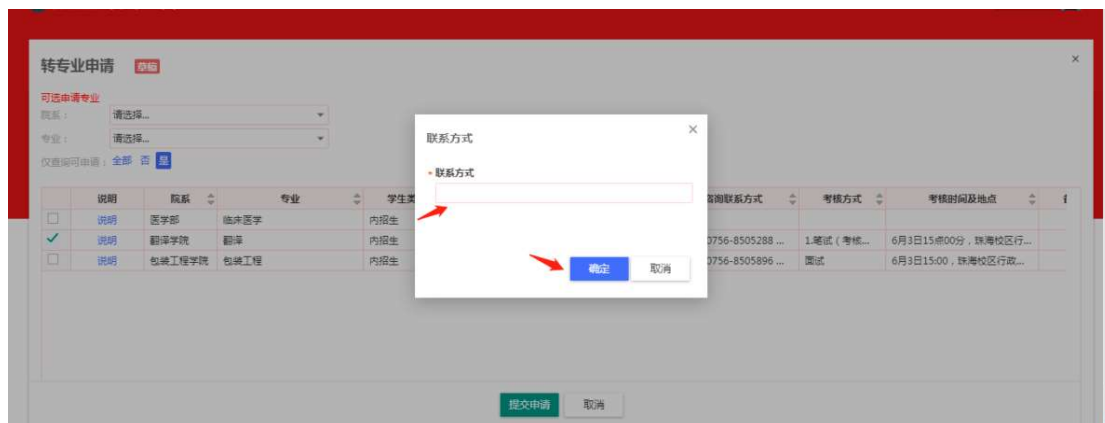 转专业申请 草稿
×
可选申请专业
院系： 请选择...
专业： 请选择...
仅查询可申请： 全部 否 是
联系方式
×
* 联系方式
确定 取消
说明 院系 专业 学生类 咨询联系方式 考核方式 考核时间及地点
说明 医学部 临床医学 内招生
说明 翻译学院 翻译 内招生 0756-8505288 ... 1.笔试（考核... 6月3日15点00分，珠海校区行...
说明 包装工程学院 包装工程 内招生 0756-8505896 ... 面试 6月3日15:00，珠海校区行政...
提交申请 取消